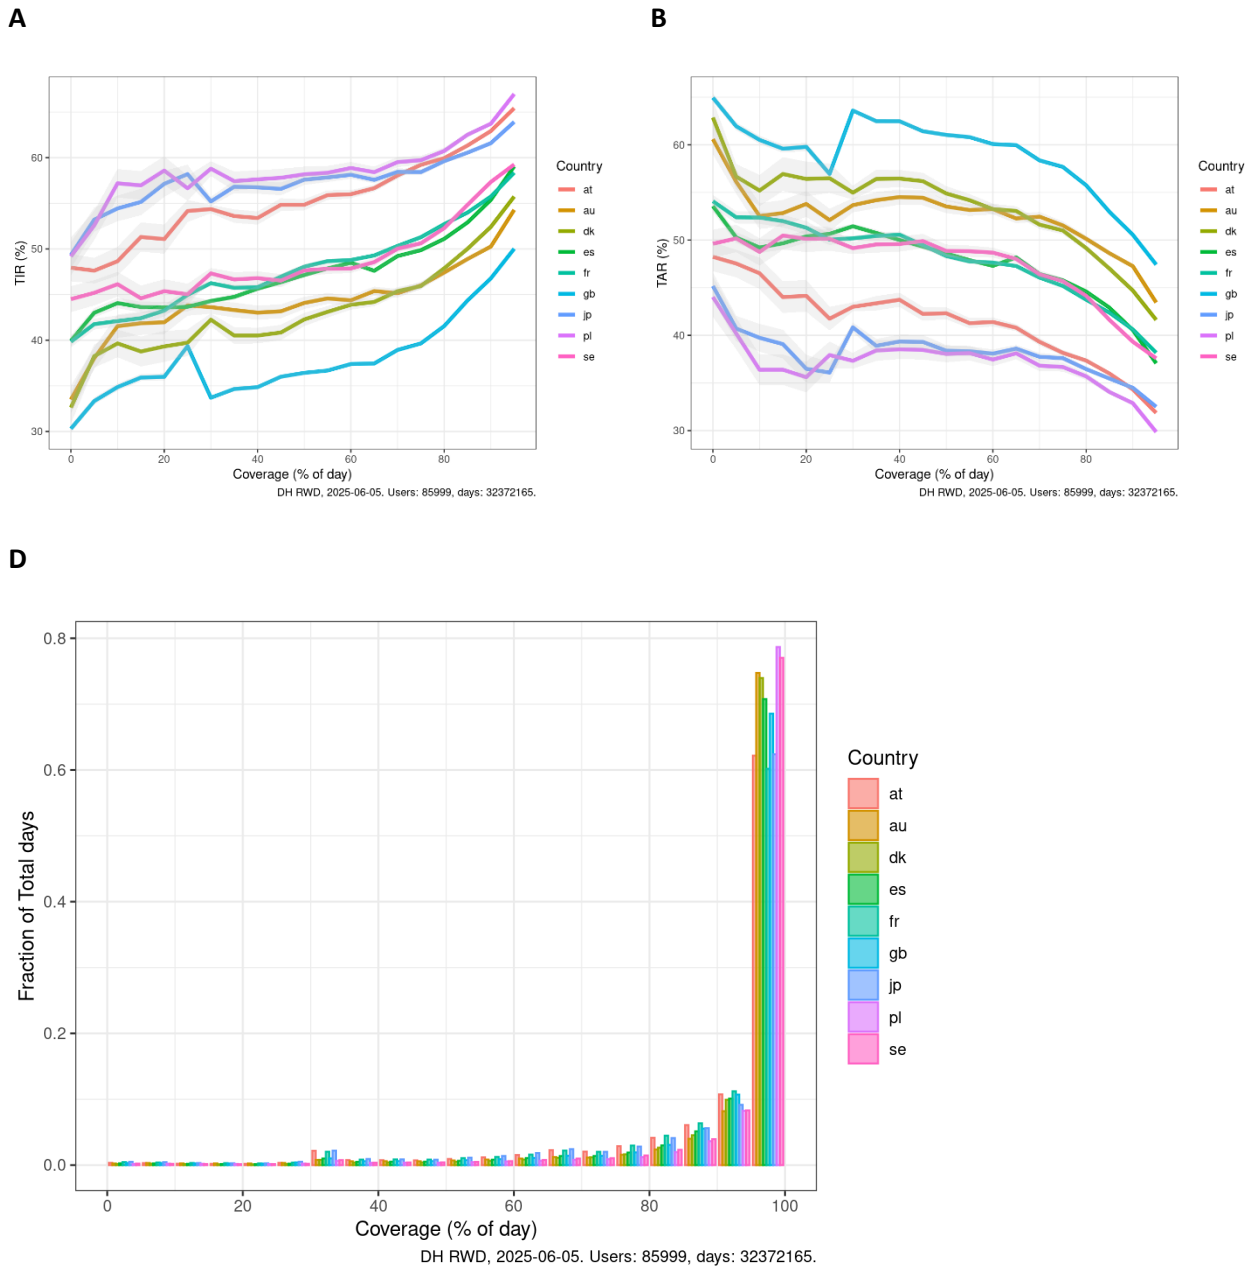 A
B
TIR (%)
60
50
40
30
0
20
40
60
80
Coverage (% of day)
DH RWD, 2025-06-05. Users: 85999, days: 32372165.
Country
at
au
dk
es
fr
gb
jp
pl
se
TAR (%)
60
50
40
30
0
20
40
60
80
Coverage (% of day)
DH RWD, 2025-06-05. Users: 85999, days: 32372165.
Country
at
au
dk
es
fr
gb
jp
pl
se
D
Fraction of Total days
0.8
0.6
0.4
0.2
0.0
0
20
40
60
80
100
Coverage (% of day)
DH RWD, 2025-06-05. Users: 85999, days: 32372165.
Country
at
au
dk
es
fr
gb
jp
pl
se